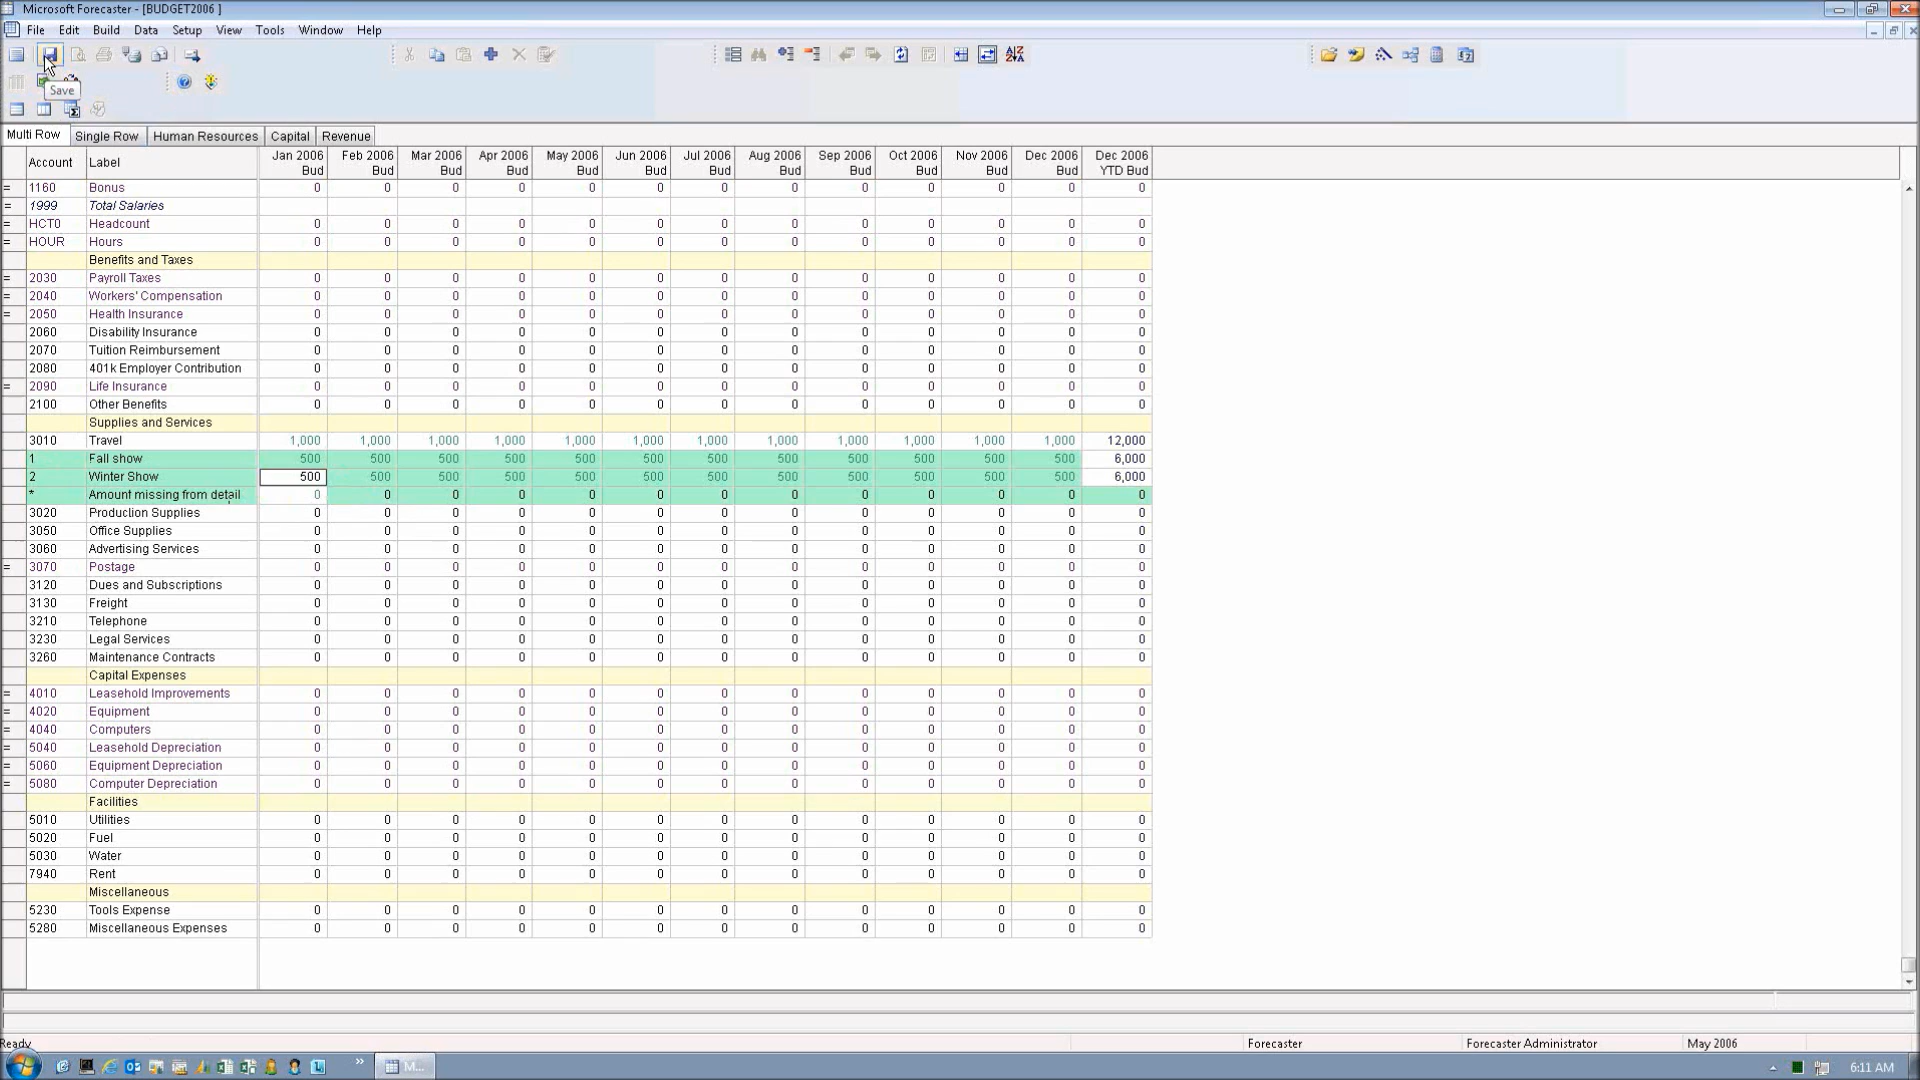 Microsoft Forecaster - [BUDGET2006 ]
File Edit Build Data Setup View Tools Window Help
Save
Multi Row Single Row Human Resources Capital Revenue
Account Label Jan 2006 Bud Feb 2006 Bud Mar 2006 Bud Apr 2006 Bud May 2006 Bud Jun 2006 Bud Jul 2006 Bud Aug 2006 Bud Sep 2006 Bud Oct 2006 Bud Nov 2006 Bud Dec 2006 Bud Dec 2006 YTD Bud
= 1160 Bonus 0 0 0 0 0 0 0 0 0 0 0 0 0
= 1999 Total Salaries
= HCT0 Headcount 0 0 0 0 0 0 0 0 0 0 0 0 0
= HOUR Hours 0 0 0 0 0 0 0 0 0 0 0 0 0
Benefits and Taxes
= 2030 Payroll Taxes 0 0 0 0 0 0 0 0 0 0 0 0 0
= 2040 Workers' Compensation 0 0 0 0 0 0 0 0 0 0 0 0 0
= 2050 Health Insurance 0 0 0 0 0 0 0 0 0 0 0 0 0
2060 Disability Insurance 0 0 0 0 0 0 0 0 0 0 0 0 0
2070 Tuition Reimbursement 0 0 0 0 0 0 0 0 0 0 0 0 0
2080 401k Employer Contribution 0 0 0 0 0 0 0 0 0 0 0 0 0
= 2090 Life Insurance 0 0 0 0 0 0 0 0 0 0 0 0 0
2100 Other Benefits 0 0 0 0 0 0 0 0 0 0 0 0 0
Supplies and Services
3010 Travel 1,000 1,000 1,000 1,000 1,000 1,000 1,000 1,000 1,000 1,000 1,000 1,000 12,000
1 Fall show 500 500 500 500 500 500 500 500 500 500 500 500 6,000
2 Winter Show 500 500 500 500 500 500 500 500 500 500 500 500 6,000
* Amount missing from detail 0 0 0 0 0 0 0 0 0 0 0 0 0
3020 Production Supplies 0 0 0 0 0 0 0 0 0 0 0 0 0
3050 Office Supplies 0 0 0 0 0 0 0 0 0 0 0 0 0
3060 Advertising Services 0 0 0 0 0 0 0 0 0 0 0 0 0
= 3070 Postage 0 0 0 0 0 0 0 0 0 0 0 0 0
3120 Dues and Subscriptions 0 0 0 0 0 0 0 0 0 0 0 0 0
3130 Freight 0 0 0 0 0 0 0 0 0 0 0 0 0
3210 Telephone 0 0 0 0 0 0 0 0 0 0 0 0 0
3230 Legal Services 0 0 0 0 0 0 0 0 0 0 0 0 0
3260 Maintenance Contracts 0 0 0 0 0 0 0 0 0 0 0 0 0
Capital Expenses
= 4010 Leasehold Improvements 0 0 0 0 0 0 0 0 0 0 0 0 0
= 4020 Equipment 0 0 0 0 0 0 0 0 0 0 0 0 0
= 4040 Computers 0 0 0 0 0 0 0 0 0 0 0 0 0
= 5040 Leasehold Depreciation 0 0 0 0 0 0 0 0 0 0 0 0 0
= 5060 Equipment Depreciation 0 0 0 0 0 0 0 0 0 0 0 0 0
= 5080 Computer Depreciation 0 0 0 0 0 0 0 0 0 0 0 0 0
Facilities
5010 Utilities 0 0 0 0 0 0 0 0 0 0 0 0 0
5020 Fuel 0 0 0 0 0 0 0 0 0 0 0 0 0
5030 Water 0 0 0 0 0 0 0 0 0 0 0 0 0
7940 Rent 0 0 0 0 0 0 0 0 0 0 0 0 0
Miscellaneous
5230 Tools Expense 0 0 0 0 0 0 0 0 0 0 0 0 0
5280 Miscellaneous Expenses 0 0 0 0 0 0 0 0 0 0 0 0 0
Ready Forecaster Forecaster Administrator May 2006
M... 6:11 AM